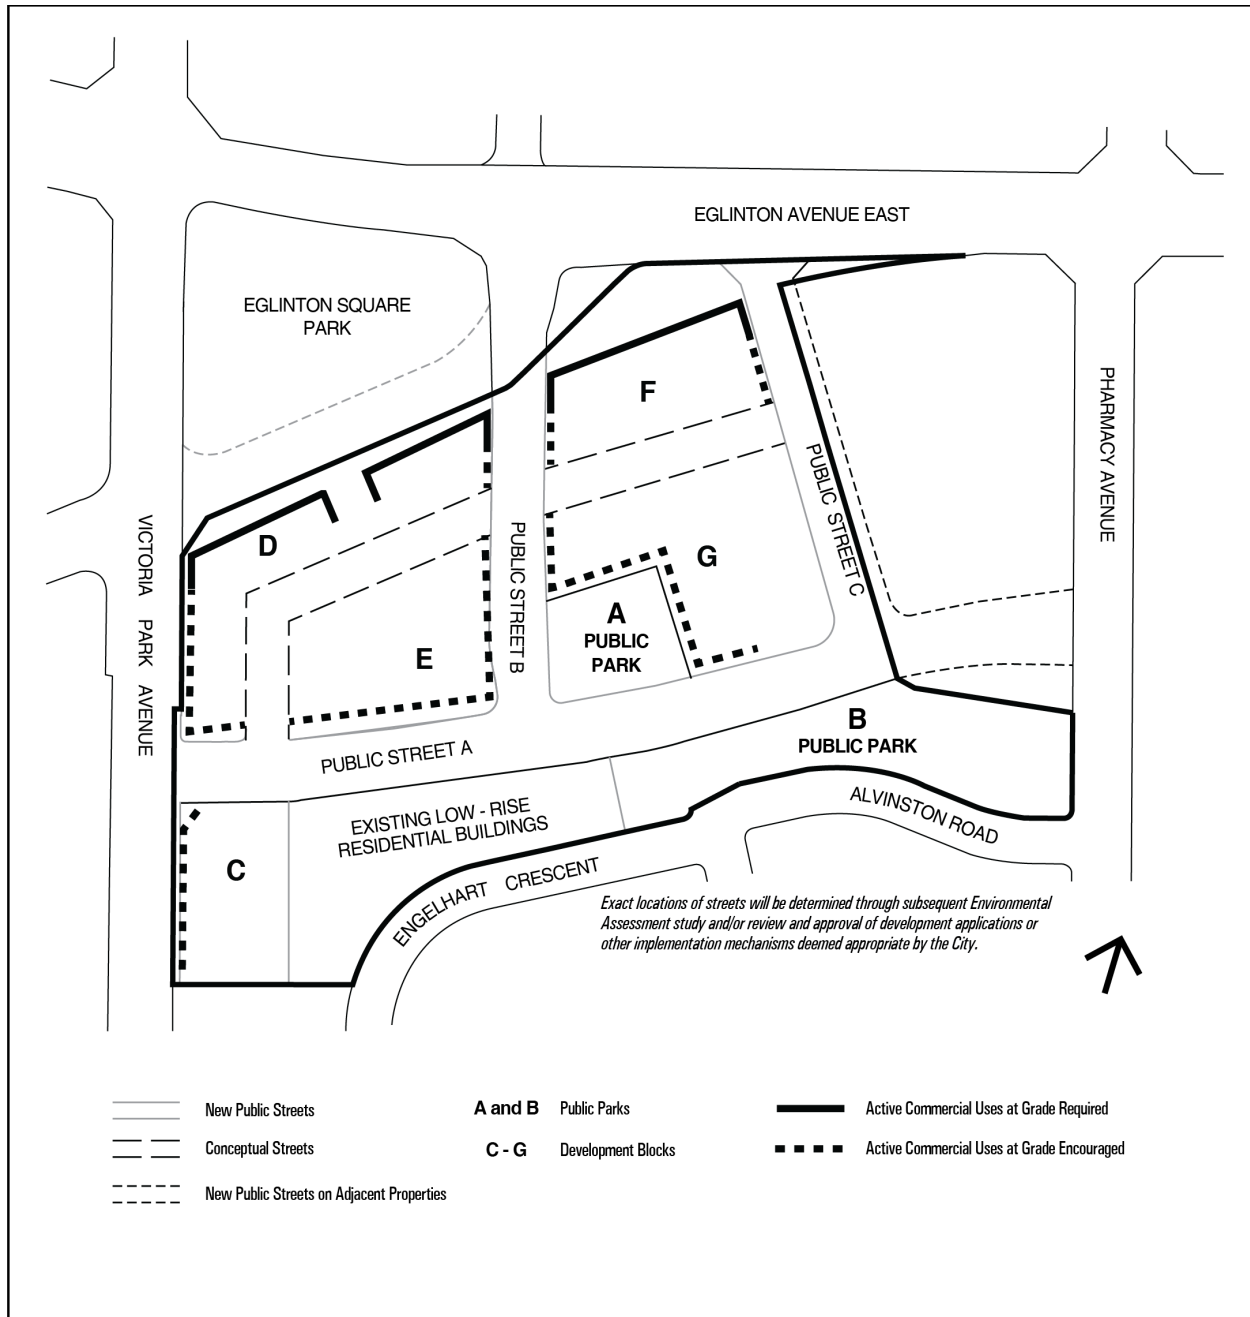 EGLINTON AVENUE EAST
EGLINTON SQUARE
PARK
F
PHARMACY AVENUE
PUBLIC STREET C
D
VICTORIA PARK AVENUE
PUBLIC STREET B
G
A
PUBLIC
PARK
E
B
PUBLIC PARK
PUBLIC STREET A
ALVINSTON ROAD
EXISTING LOW - RISE
RESIDENTIAL BUILDINGS
C
ENGELHART CRESCENT
Exact locations of streets will be determined through subsequent Environmental
Assessment study and/or review and approval of development applications or
other implementation mechanisms deemed appropriate by the City.
New Public Streets
A and B Public Parks
Active Commercial Uses at Grade Required
Conceptual Streets
C - G Development Blocks
Active Commercial Uses at Grade Encouraged
New Public Streets on Adjacent Properties